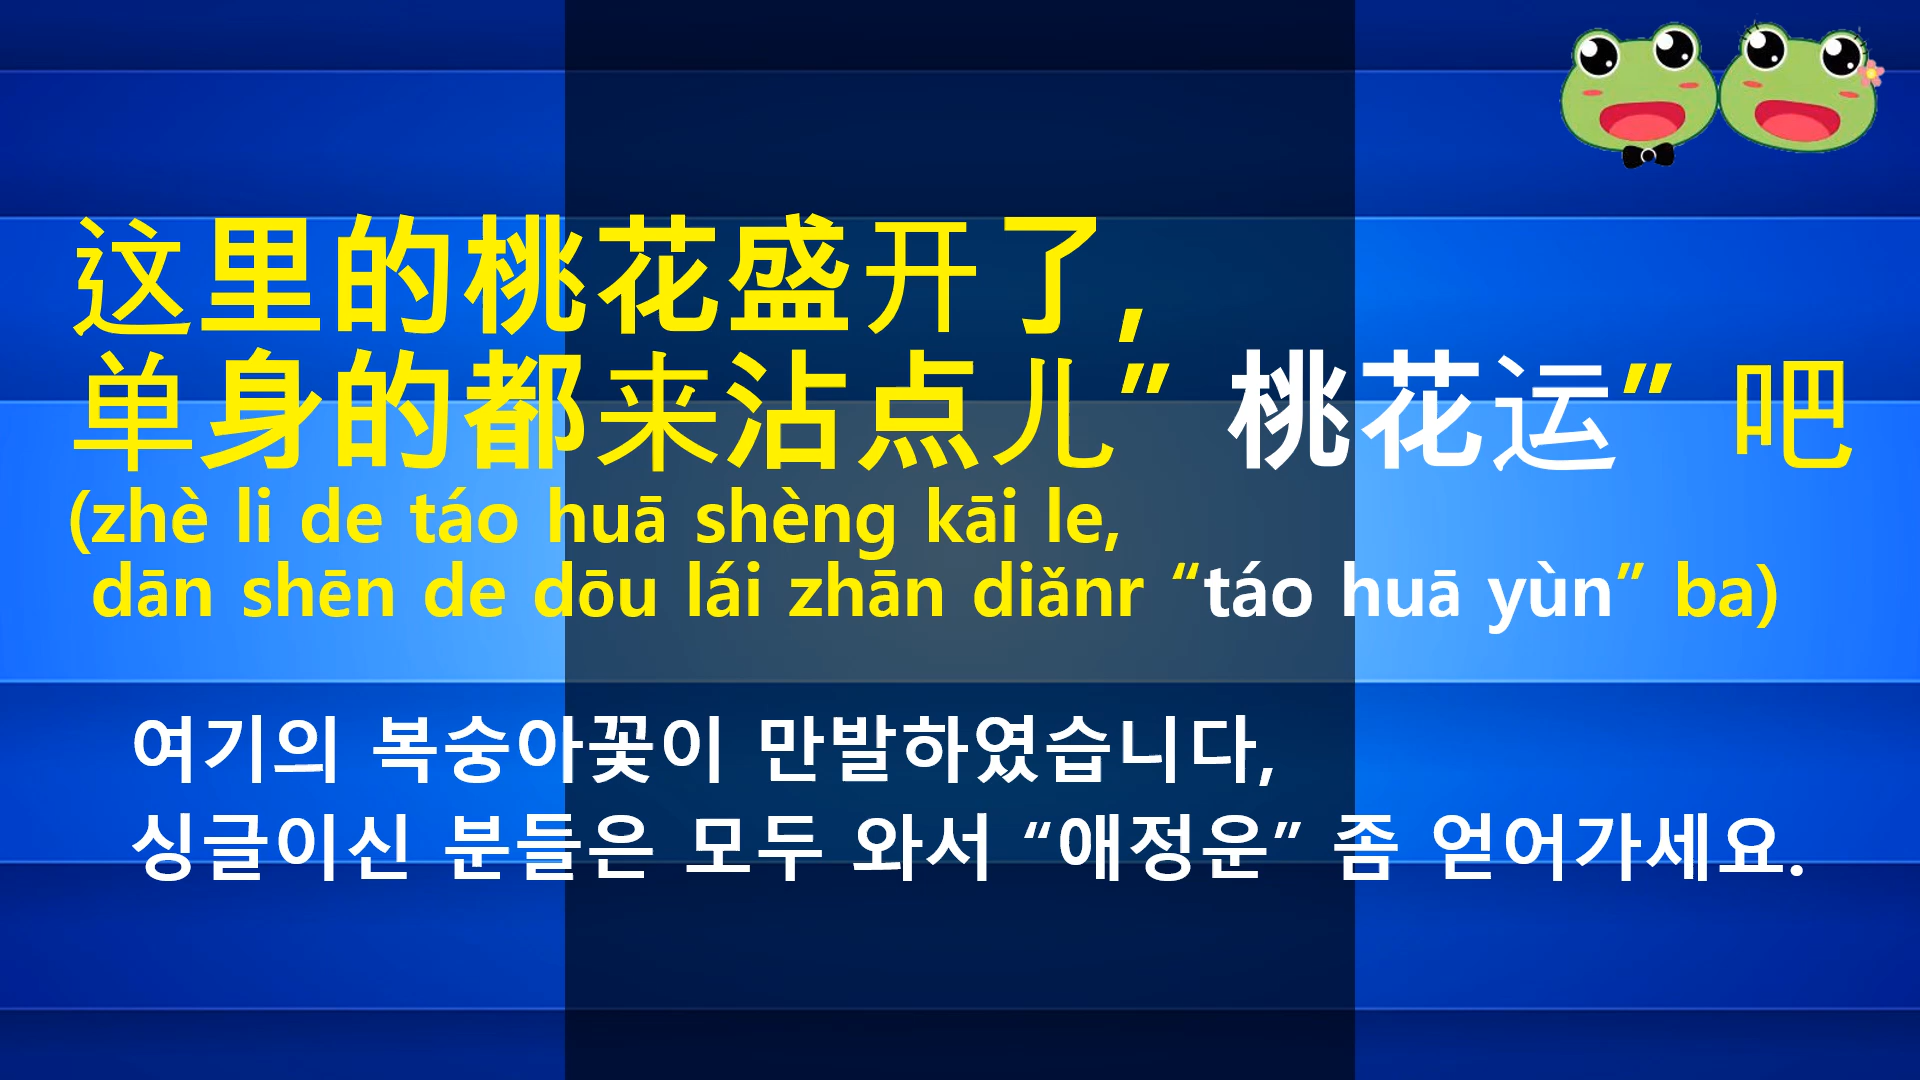 这里的桃花盛开了,
单身的都来沾点儿” 桃花运” 吧
(zhè li de táo huā shèng kāi le,
dān shēn de dōu lái zhān diǎnr “táo huā yùn” ba)
여기의 복숭아꽃이 만발하였습니다,
싱글이신 분들은 모두 와서 “애정운” 좀 얻어가세요.